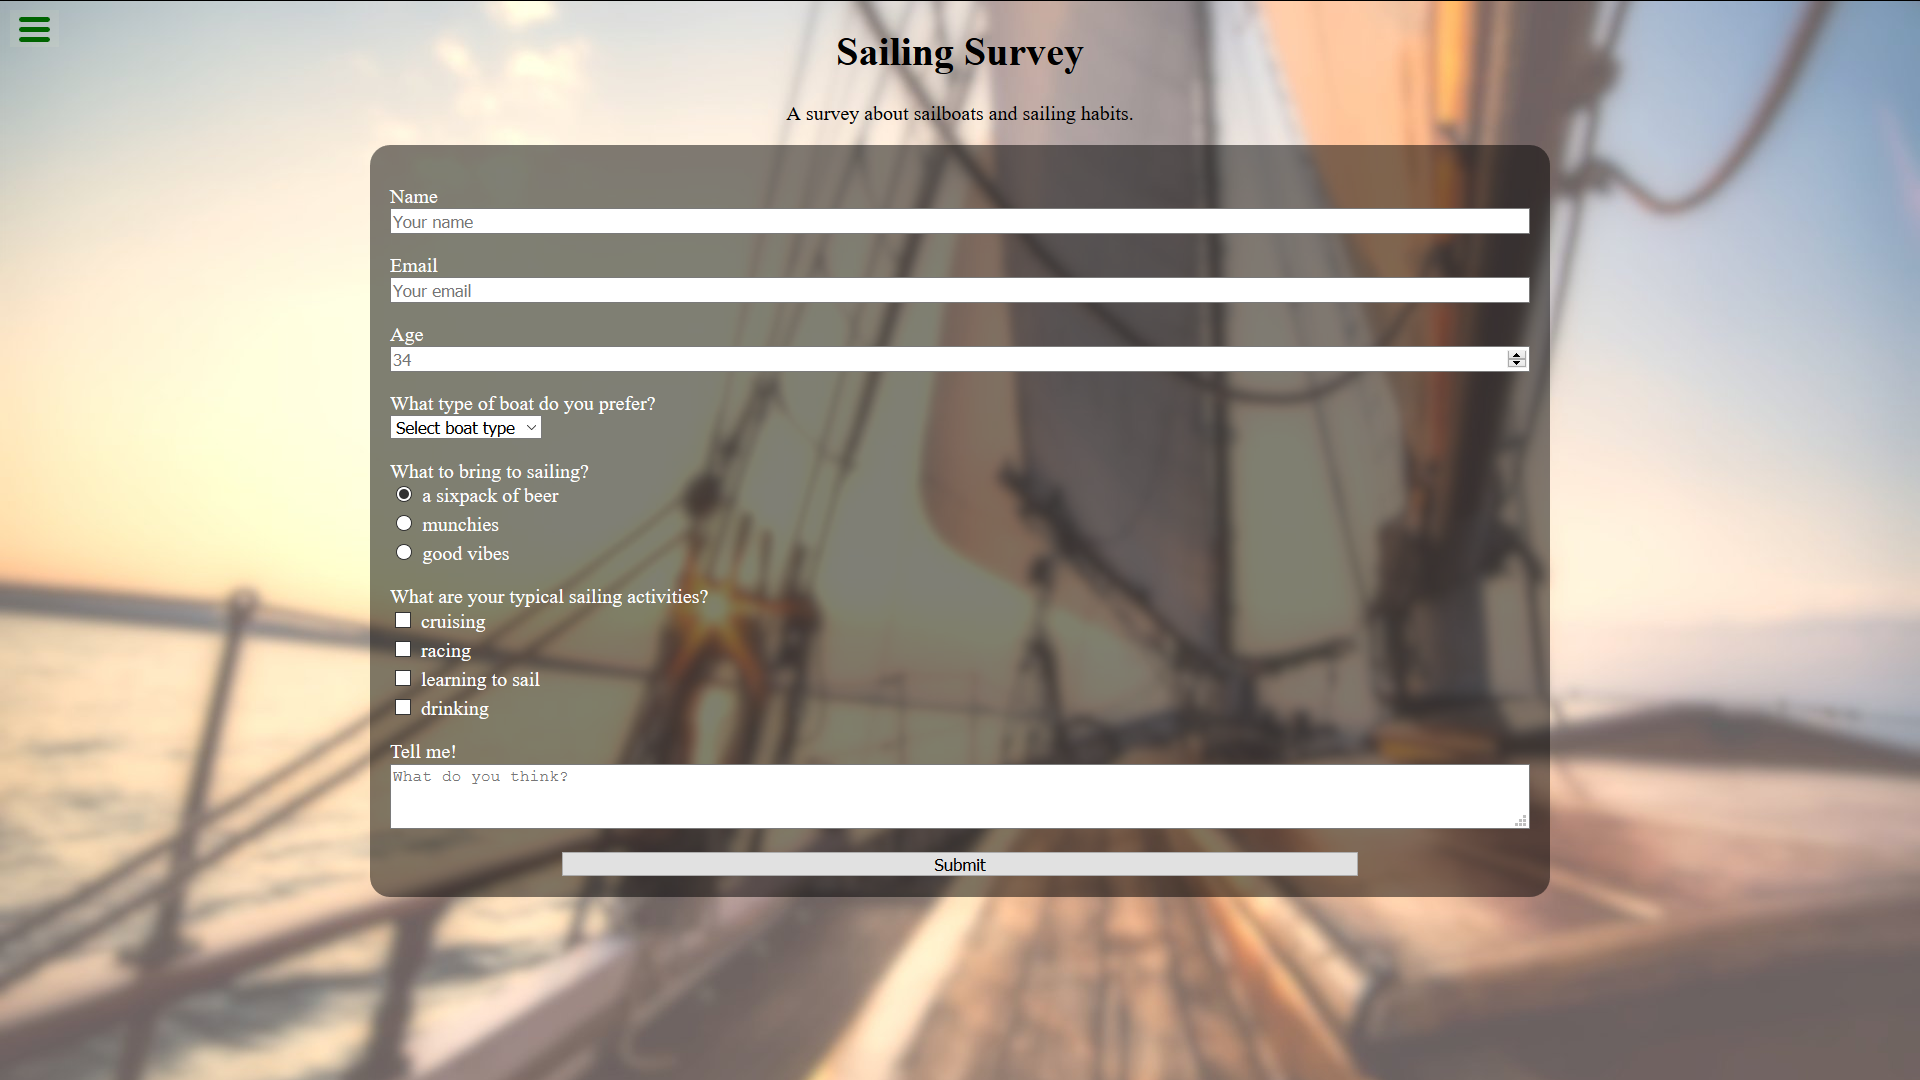 Sailing Survey
A survey about sailboats and sailing habits.
Name
Your name
Email
Your email
Age
34
What type of boat do you prefer?
Select boat type
What to bring to sailing?
a sixpack of beer
munchies
good vibes
What are your typical sailing activities?
cruising
racing
learning to sail
drinking
Tell me!
What do you think?
Submit